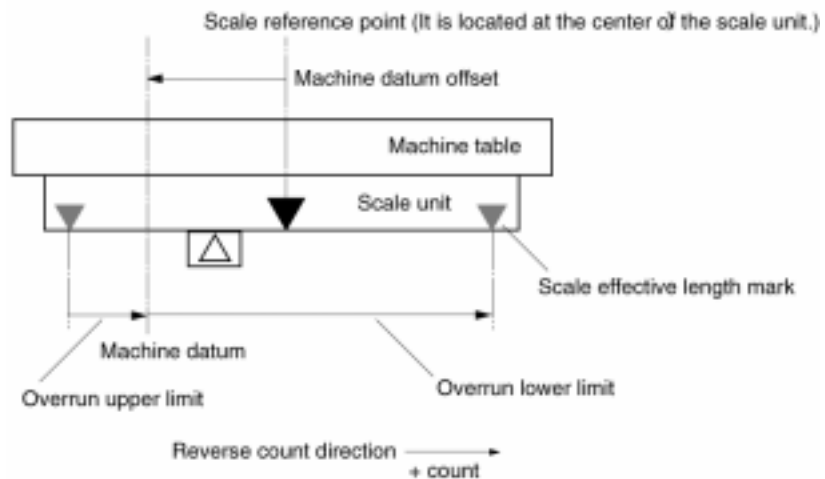 Scale reference point (It is located at the center of the scale unit.)
Machine datum offset
Machine table
Scale unit
Scale effective length mark
Machine datum
Overrun upper limit
Overrun lower limit
Reverse count direction
+ count